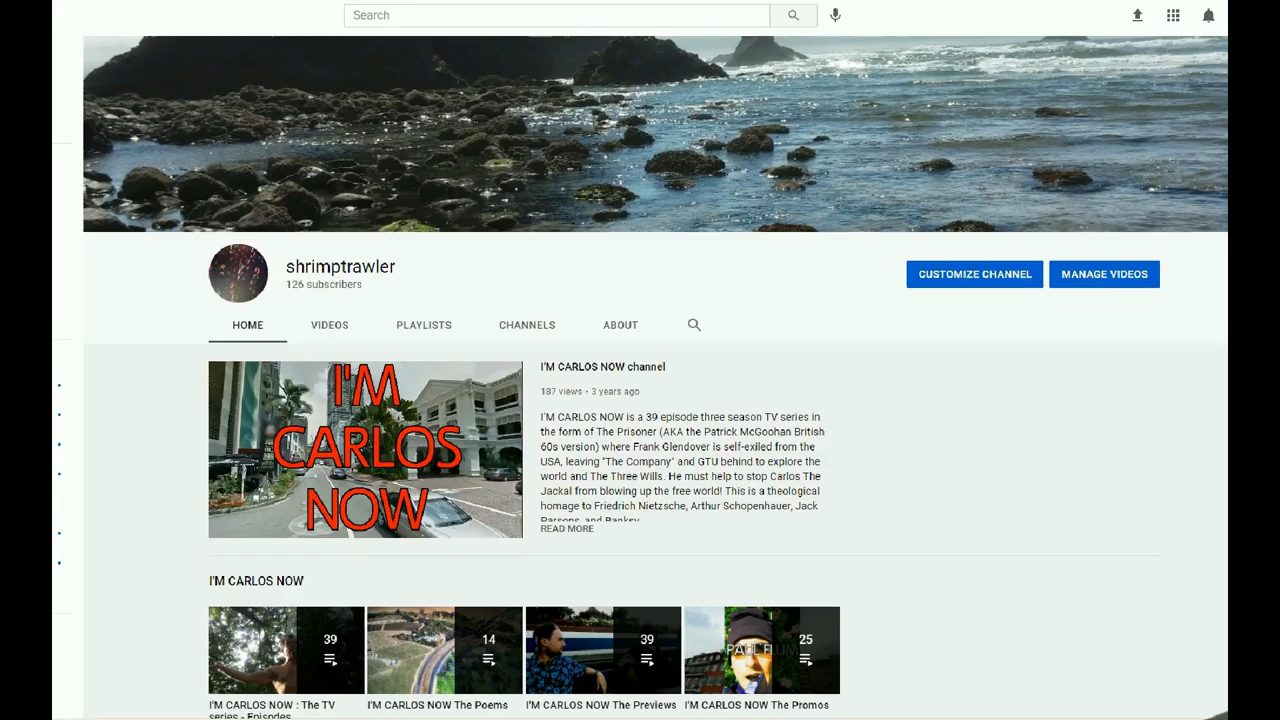 Search
shrimptrawler
126 subscribers
CUSTOMIZE CHANNEL
MANAGE VIDEOS
HOME
VIDEOS
PLAYLISTS
CHANNELS
ABOUT
I'M
CARLOS
NOW
I'M CARLOS NOW channel
187 views • 3 years ago
I'M CARLOS NOW is a 39 episode three season TV series in
the form of The Prisoner (AKA the Patrick McGoohan British
60s version) where Frank Glendover is self-exiled from the
USA, leaving "The Company" and GTU behind to explore the
world and The Three Wills. He must help to stop Carlos The
Jackal from blowing up the free world! This is a theological
homage to Friedrich Nietzsche, Arthur Schopenhauer, Jack
Parsons, and Banksy
READ MORE
I'M CARLOS NOW
39
14
39
25
I'M CARLOS NOW : The TV
series - Episodes
I'M CARLOS NOW The Poems
I'M CARLOS NOW The Previews
I'M CARLOS NOW The Promos